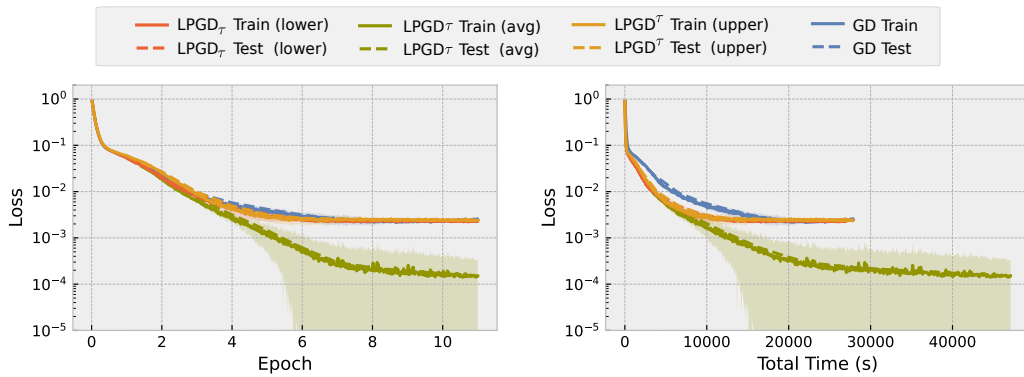 LPGD𝜏 Train (lower) LPGD𝜏 Train (avg) LPGD^𝜏 Train (upper) GD Train
LPGD𝜏 Test (lower) LPGD𝜏 Test (avg) LPGD^𝜏 Test (upper) GD Test
10^0
10^−1
10^−2
10^−3
10^−4
10^−5
Loss
0 2 4 6 8 10
Epoch
10^0
10^−1
10^−2
10^−3
10^−4
10^−5
Loss
0 10000 20000 30000 40000
Total Time (s)